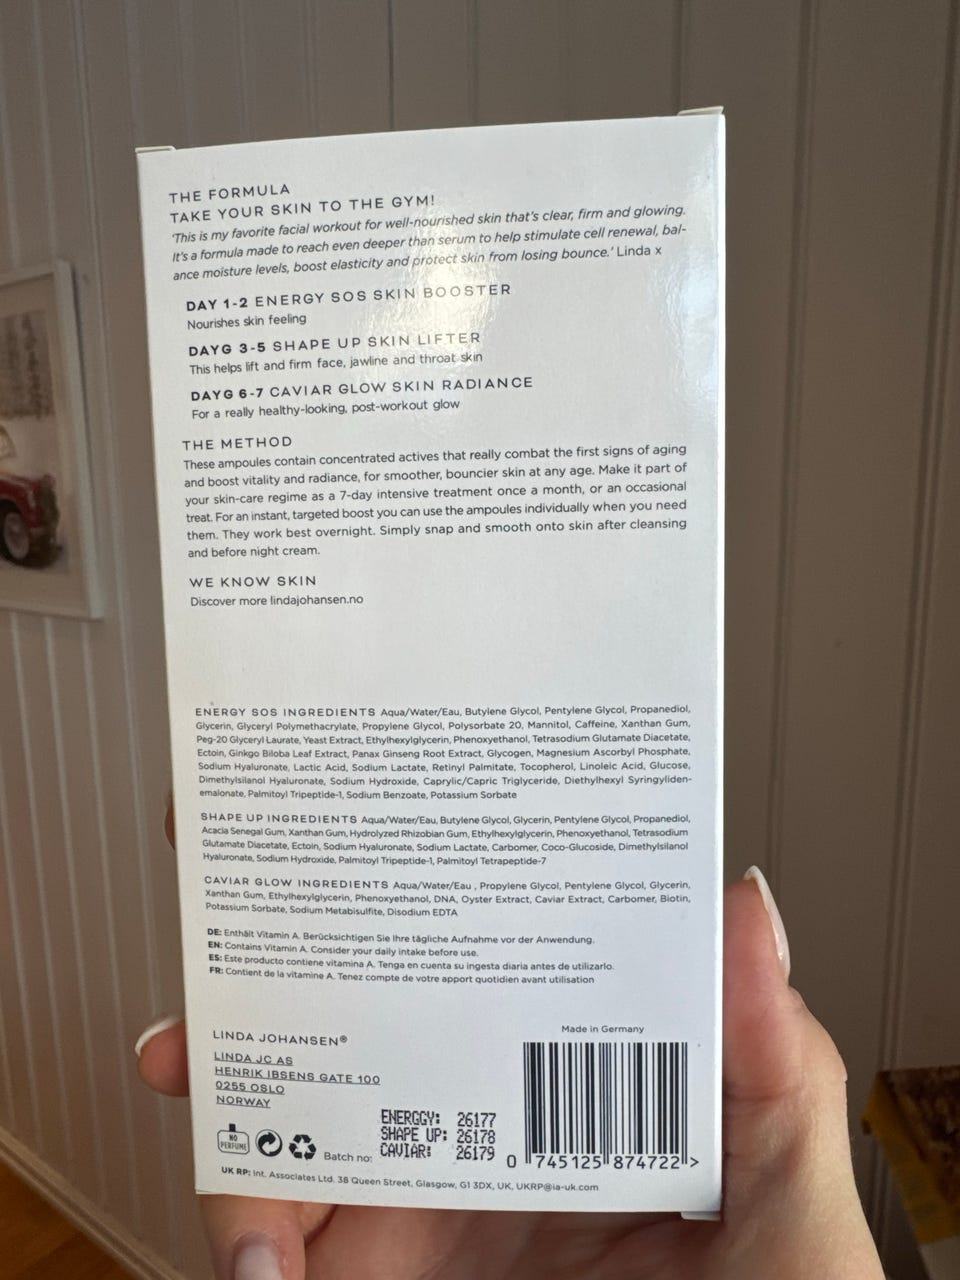 THE FORMULA
TAKE YOUR SKIN TO THE GYM!
'This is my favorite facial workout for well-nourished skin that's clear, firm and glowing.
It's a formula made to reach even deeper than serum to help stimulate cell renewal, bal-
ance moisture levels, boost elasticity and protect skin from losing bounce.' Linda x
DAY 1-2 ENERGY SOS SKIN BOOSTER
Nourishes skin feeling
DAYG 3-5 SHAPE UP SKIN LIFTER
This helps lift and firm face, jawline and throat skin
DAYG 6-7 CAVIAR GLOW SKIN RADIANCE
For a really healthy-looking, post-workout glow
THE METHOD
These ampoules contain concentrated actives that really combat the first signs of aging
and boost vitality and radiance, for smoother, bouncier skin at any age. Make it part of
your skin-care regime as a 7-day intensive treatment once a month, or an occasional
treat. For an instant, targeted boost you can use the ampoules individually when you need
them. They work best overnight. Simply snap and smooth onto skin after cleansing
and before night cream.
WE KNOW SKIN
Discover more lindajohansen.no
ENERGY SOS INGREDIENTS Aqua/Water/Eau, Butylene Glycol, Pentylene Glycol, Propanediol,
Glycerin, Glyceryl Polymethacrylate, Propylene Glycol, Polysorbate 20, Mannitol, Caffeine, Xanthan Gum,
Peg-20 Glyceryl Laurate, Yeast Extract, Ethylhexylglycerin, Phenoxyethanol, Tetrasodium Glutamate Diacetate,
Ectoin, Ginkgo Biloba Leaf Extract, Panax Ginseng Root Extract, Glycogen, Magnesium Ascorbyl Phosphate,
Sodium Hyaluronate, Lactic Acid, Sodium Lactate, Retinyl Palmitate, Tocopherol, Linoleic Acid, Glucose,
Dimethylsilanol Hyaluronate, Sodium Hydroxide, Caprylic/Capric Triglyceride, Diethylhexyl Syringyliden-
emalonate, Palmitoyl Tripeptide-1, Sodium Benzoate, Potassium Sorbate
SHAPE UP INGREDIENTS Aqua/Water/Eau, Butylene Glycol, Glycerin, Pentylene Glycol, Propanediol,
Acacia Senegal Gum, Xanthan Gum, Hydrolyzed Rhizobian Gum, Ethylhexylglycerin, Phenoxyethanol, Tetrasodium
Glutamate Diacetate, Ectoin, Sodium Hyaluronate, Sodium Lactate, Carbomer, Coco-Glucoside, Dimethylsilanol
Hyaluronate, Sodium Hydroxide, Palmitoyl Tripeptide-1, Palmitoyl Tetrapeptide-7
CAVIAR GLOW INGREDIENTS Aqua/Water/Eau , Propylene Glycol, Pentylene Glycol, Glycerin,
Xanthan Gum, Ethylhexylglycerin, Phenoxyethanol, DNA, Oyster Extract, Caviar Extract, Carbomer, Biotin,
Potassium Sorbate, Sodium Metabisulfite, Disodium EDTA
DE: Enthält Vitamin A. Berücksichtigen Sie Ihre tägliche Aufnahme vor der Anwendung.
EN: Contains Vitamin A. Consider your daily intake before use.
ES: Este producto contiene vitamina A. Tenga en cuenta su ingesta diaria antes de utilizarlo.
FR: Contient de la vitamine A. Tenez compte de votre apport quotidien avant utilisation
LINDA JOHANSEN®
LINDA JC AS
HENRIK IBSENS GATE 100
0255 OSLO
NORWAY
Made in Germany
NO
PERFUME
Batch no:
ENERGGY: 26177
SHAPE UP: 26178
CAVIAR: 26179
0 745125 874722 >
UK RP: Int. Associates Ltd. 38 Queen Street, Glasgow, G1 3DX, UK, UKRP@ia-uk.com